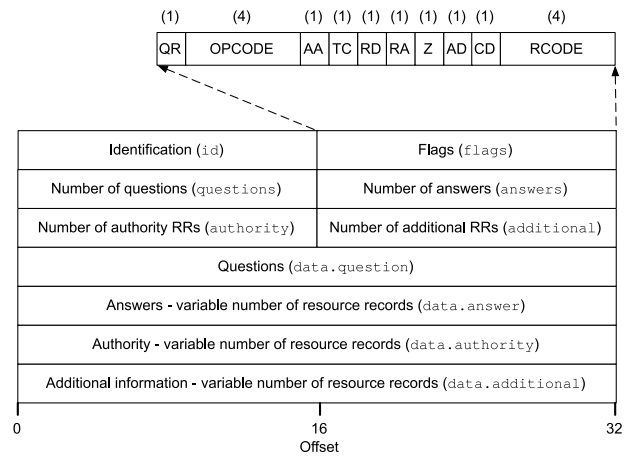 (1) (4) (1) (1) (1) (1) (1) (1) (1) (4)
QR OPCODE AA TC RD RA Z AD CD RCODE
Identification (id) Flags (flags)
Number of questions (questions) Number of answers (answers)
Number of authority RRs (authority) Number of additional RRs (additional)
Questions (data.question)
Answers - variable number of resource records (data.answer)
Authority - variable number of resource records (data.authority)
Additional information - variable number of resource records (data.additional)
0 16 32
Offset